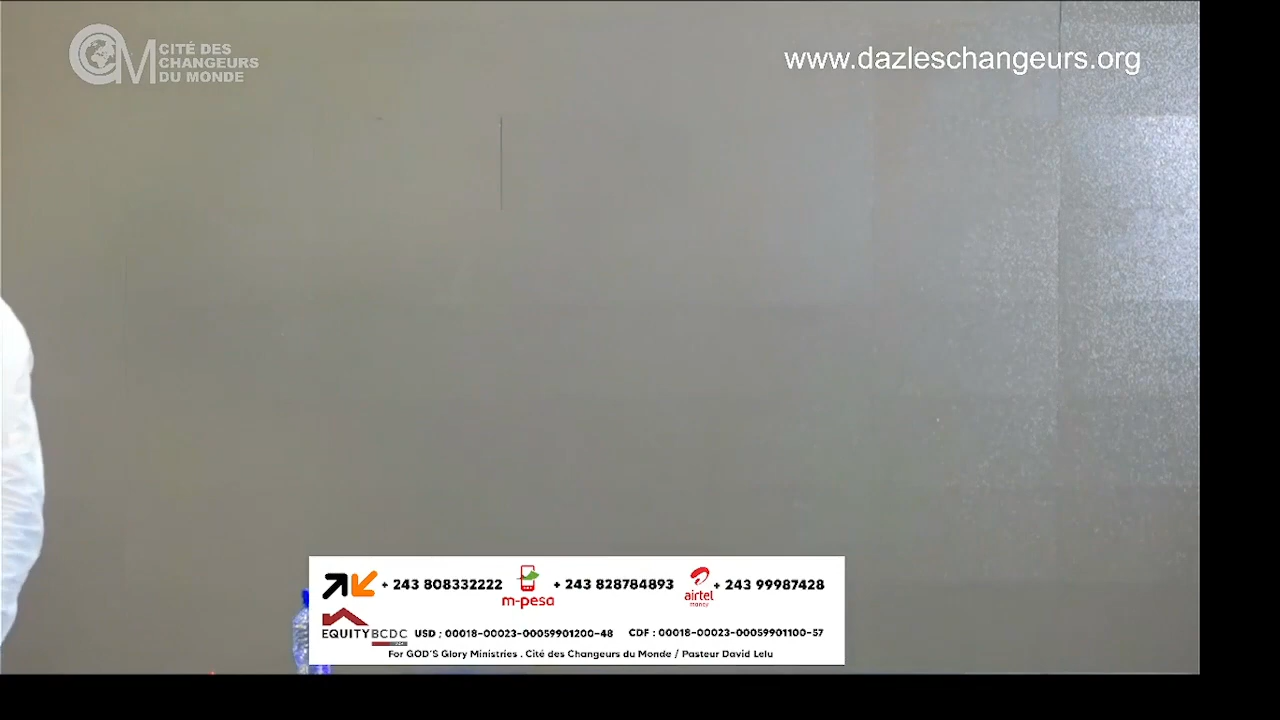 CITÉ DES
CHANGEURS
DU MONDE
www.dazleschangeurs.org
+ 243 808332222 + 243 828784893 + 243 99987428
m-pesa airtel money
EQUITYBCDC USD : 00018-00023-00059901200-48 CDF : 00018-00023-00059901100-57
For GOD'S Glory Ministries . Cité des Changeurs du Monde / Pasteur David Lelu